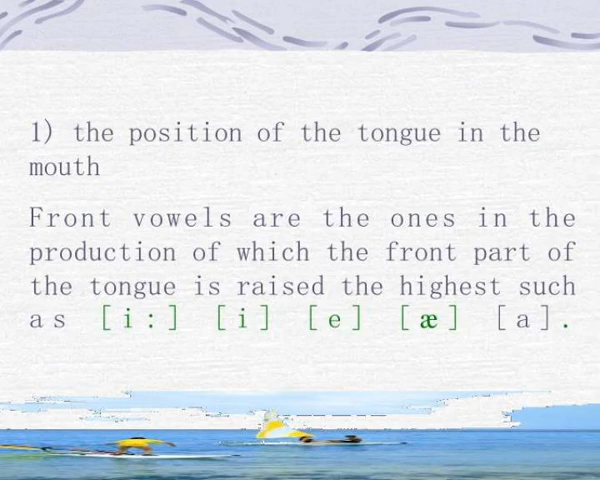 1) the position of the tongue in the
mouth
Front vowels are the ones in the
production of which the front part of
the tongue is raised the highest such
as [i:] [i] [e] [æ] [a].